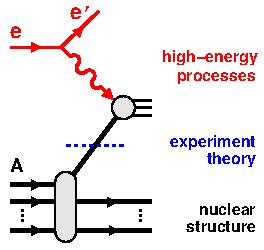 e'
e
high–energy
processes
experiment
theory
A
nuclear
structure